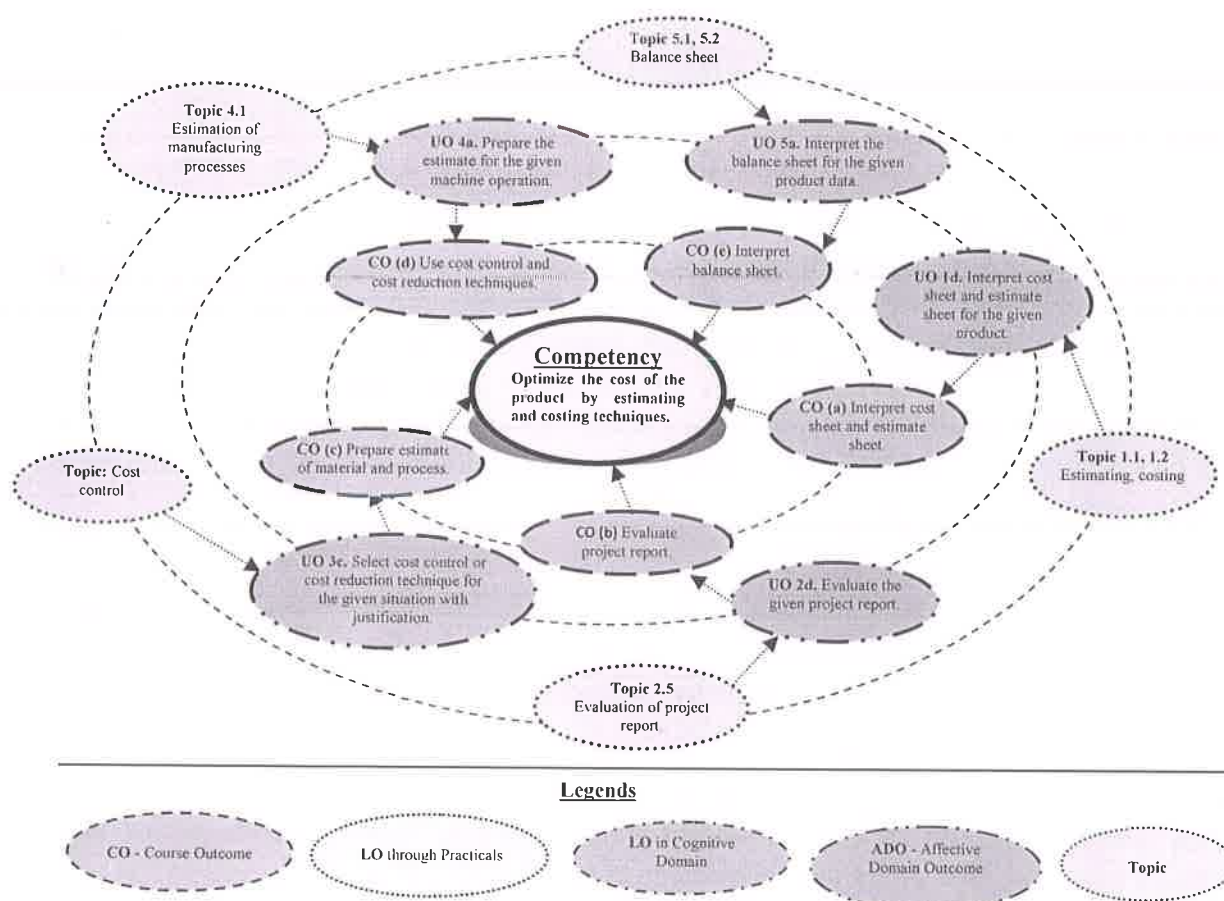 Topic 5.1, 5.2
Balance sheet
Topic 4.1
Estimation of
manufacturing
processes
UO 4a. Prepare the
estimate for the given
machine operation.
UO 5a. Interpret the
balance sheet for the given
product data.
CO (d) Use cost control and
cost reduction techniques.
CO (e) Interpret
balance sheet.
UO 1d. Interpret cost
sheet and estimate
sheet for the given
product.
Competency
Optimize the cost of the
product by estimating
and costing techniques.
CO (a) Interpret cost
sheet and estimate
sheet.
CO (c) Prepare estimate
of material and process.
Topic: Cost
control
Topic 1.1, 1.2
Estimating, costing
CO (b) Evaluate
project report.
UO 3c. Select cost control or
cost reduction technique for
the given situation with
justification.
UO 2d. Evaluate the
given project report.
Topic 2.5
Evaluation of project
report
Legends
CO - Course Outcome
LO through Practicals
LO in Cognitive
Domain
ADO - Affective
Domain Outcome
Topic